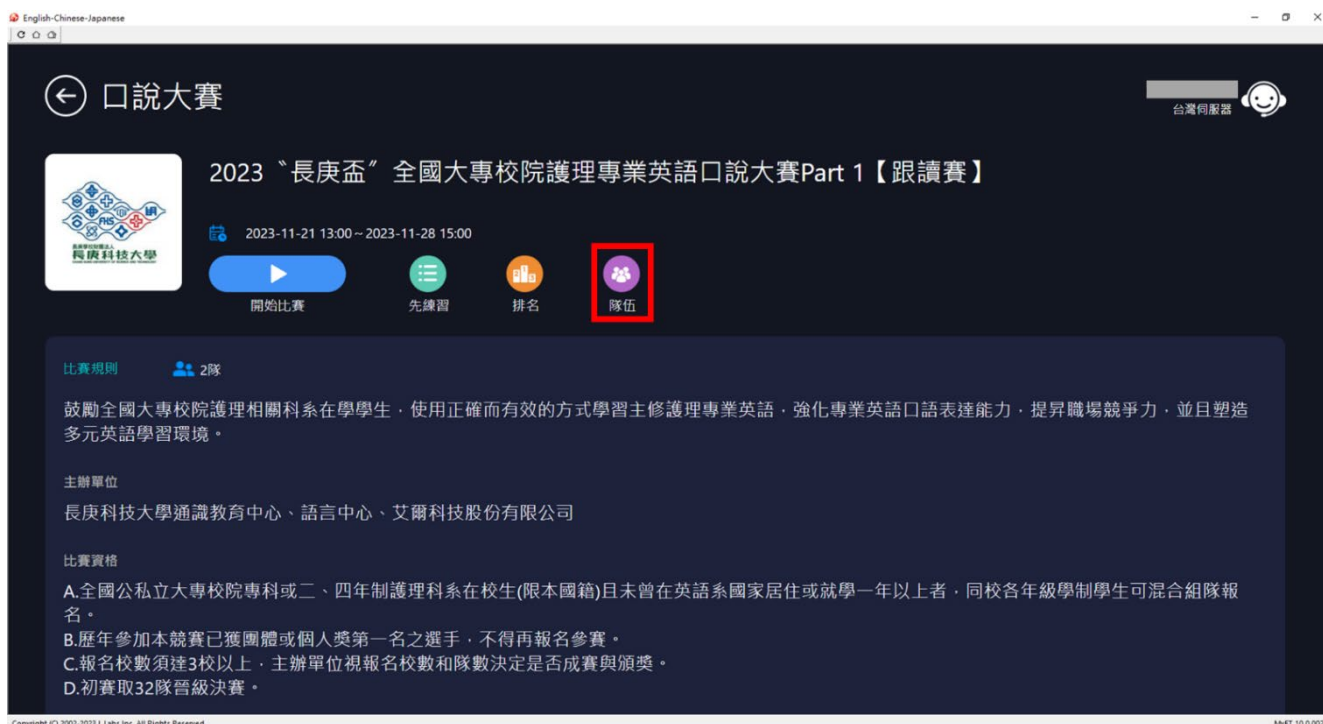 English-Chinese-Japanese
口說大賽
台灣伺服器
2023〝長庚盃〞全國大專校院護理專業英語口說大賽Part 1【跟讀賽】
FHS
長庚科技大學
2023-11-21 13:00～2023-11-28 15:00
開始比賽
先練習
排名
隊伍
比賽規則
2隊
鼓勵全國大專校院護理相關科系在學學生，使用正確而有效的方式學習主修護理專業英語，強化專業英語口語表達能力，提昇職場競爭力，並且塑造
多元英語學習環境。
主辦單位
長庚科技大學通識教育中心、語言中心、艾爾科技股份有限公司
比賽資格
A.全國公私立大專校院專科或二、四年制護理科系在校生(限本國籍)且未曾在英語系國家居住或就學一年以上者，同校各年級學制學生可混合組隊報
名。
B.歷年參加本競賽已獲團體或個人獎第一名之選手，不得再報名參賽。
C.報名校數須達3校以上，主辦單位視報名校數和隊數決定是否成賽與頒獎。
D.初賽取32隊晉級決賽。
Copyright (C) 2002-2023 L Labs Inc. All Rights Reserved